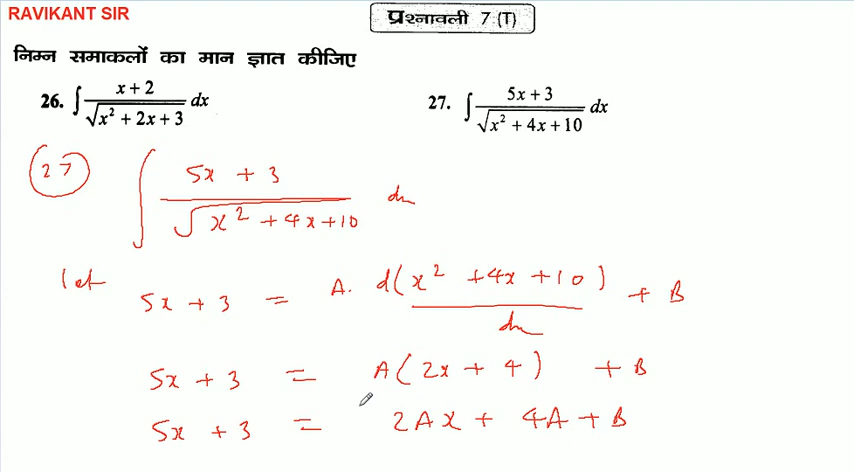 RAVIKANT SIR
प्रश्नावली 7 (T)
निम्न समाकलों का मान ज्ञात कीजिए
26. ∫ (x + 2)/√(x² + 2x + 3) dx 27. ∫ (5x + 3)/√(x² + 4x + 10) dx
(27) ∫ (5x + 3)/√(x² + 4x + 10) dx
let
5x + 3 = A. d(x² + 4x + 10)/dx + B
5x + 3 = A(2x + 4) + B
5x + 3 = 2Ax + 4A + B